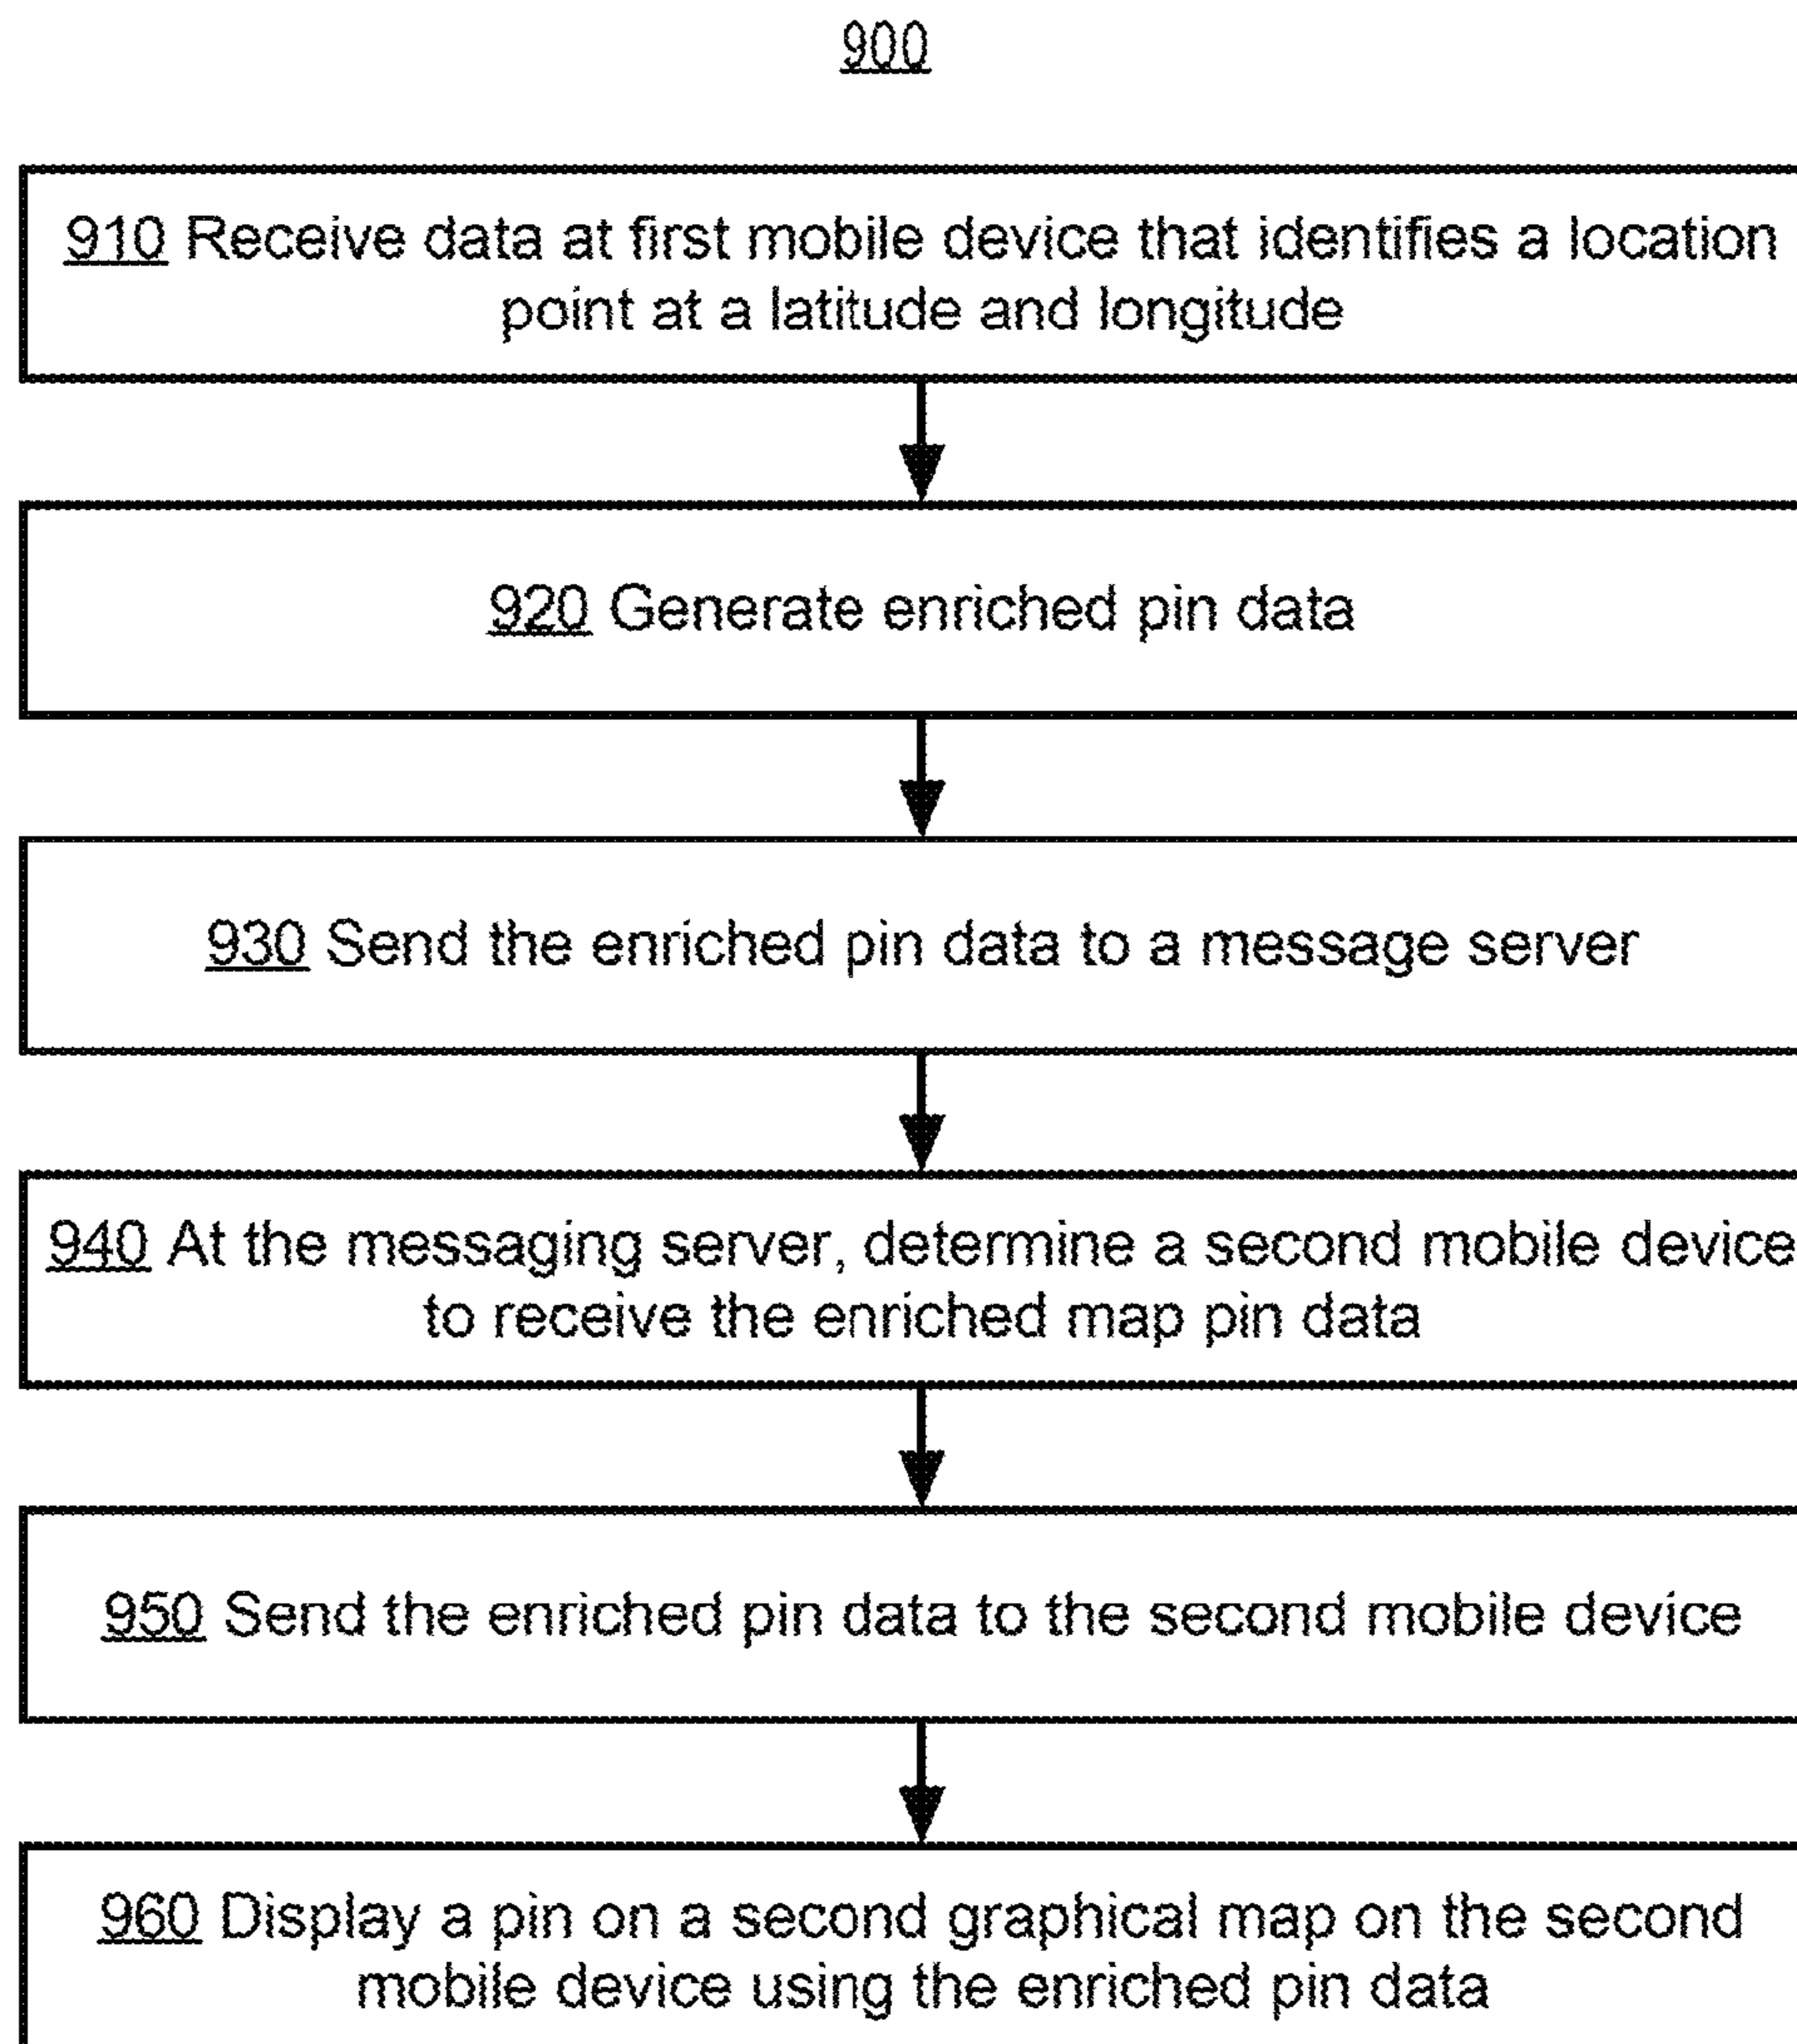 900
910 Receive data at first mobile device that identifies a location
point at a latitude and longitude
920 Generate enriched pin data
930 Send the enriched pin data to a message server
940 At the messaging server, determine a second mobile device
to receive the enriched map pin data
950 Send the enriched pin data to the second mobile device
960 Display a pin on a second graphical map on the second
mobile device using the enriched pin data